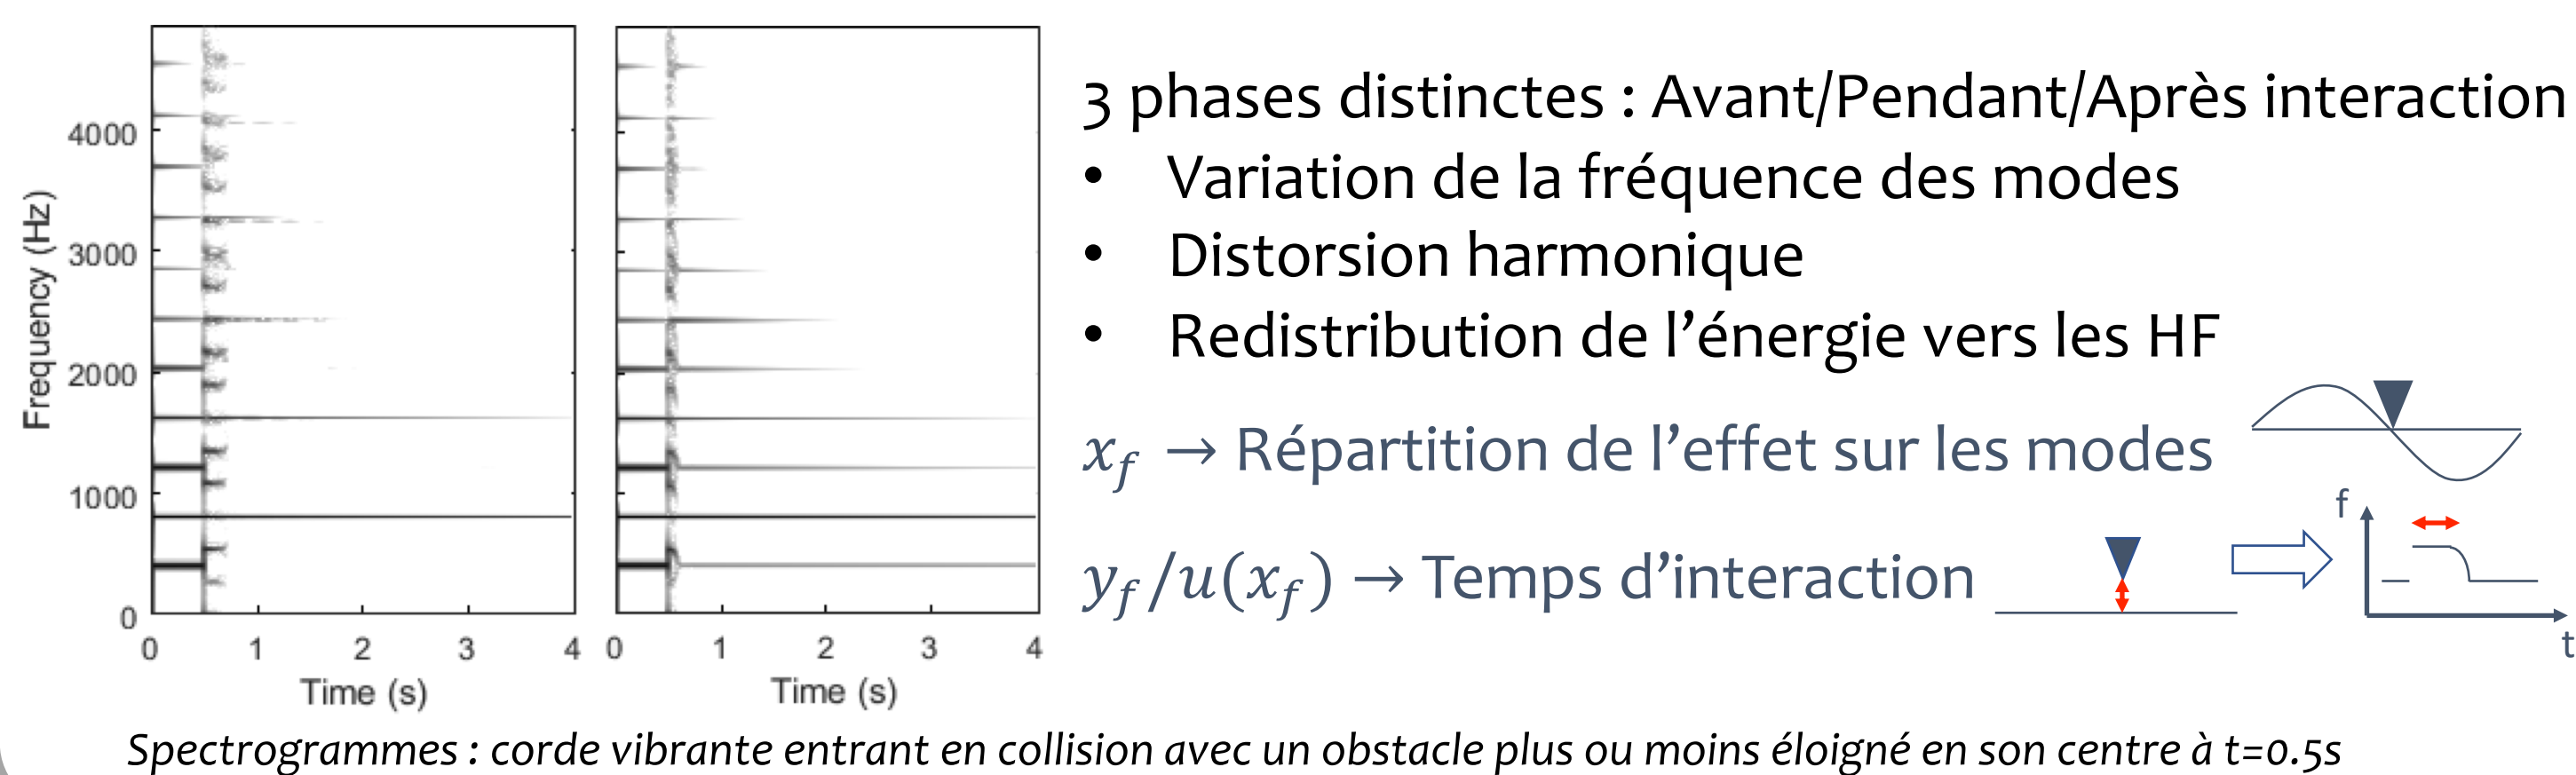 3 phases distinctes : Avant/Pendant/Après interaction
• Variation de la fréquence des modes
• Distorsion harmonique
• Redistribution de l’énergie vers les HF
x_f → Répartition de l’effet sur les modes
y_f/u(x_f) → Temps d’interaction
f
t
Frequency (Hz)
4000
3000
2000
1000
0
0 1 2 3 4
Time (s)
0 1 2 3 4
Time (s)
Spectrogrammes : corde vibrante entrant en collision avec un obstacle plus ou moins éloigné en son centre à t=0.5s